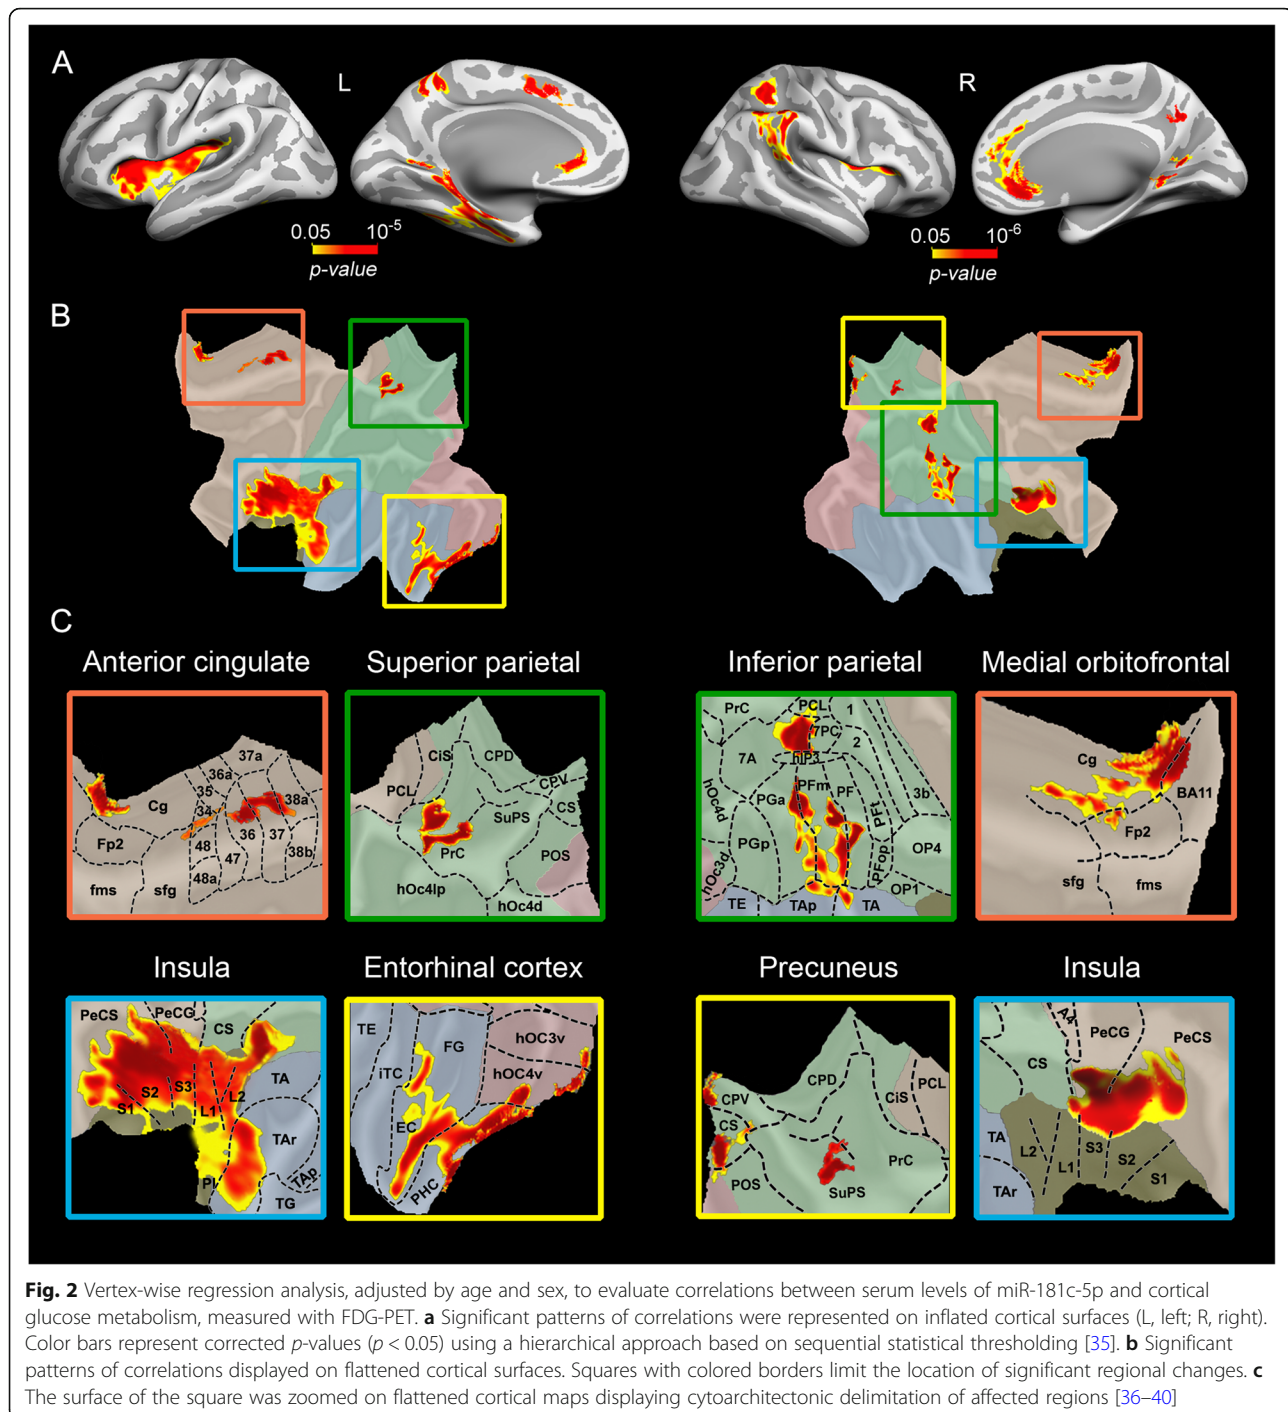 A
L
R
0.05 10-5
p-value
0.05 10-6
p-value
B
C
Anterior cingulate
Superior parietal
Inferior parietal
Medial orbitofrontal
37a
36a
35
34
Cg
38a
36
37
48
47
38b
48a
Fp2
fms
sfg
CiS
CPD
PCL
CPV
CS
SuPS
PrC
POS
hOc4lp
hOc4d
PrC
PCL
1
7PC
2
7A
hIP3
hOc4d
PGa
PFm
PF
PFt
3b
PGp
PFop
OP4
hOc3d
OP1
TE
TAp
TA
Cg
BA11
Fp2
sfg
fms
Insula
Entorhinal cortex
Precuneus
Insula
PeCS
PeCG
CS
S3
S2
S1
L1
L2
TA
TAr
TAp
PI
TG
TE
FG
hOC3v
iTC
hOC4v
EC
PHC
CPD
PCL
CPV
CiS
CS
PrC
POS
SuPS
A4
PeCG
PeCS
CS
TA
L2
L1
S3
S2
S1
TAr
Fig. 2 Vertex-wise regression analysis, adjusted by age and sex, to evaluate correlations between serum levels of miR-181c-5p and cortical
glucose metabolism, measured with FDG-PET. a Significant patterns of correlations were represented on inflated cortical surfaces (L, left; R, right).
Color bars represent corrected p-values (p < 0.05) using a hierarchical approach based on sequential statistical thresholding [35]. b Significant
patterns of correlations displayed on flattened cortical surfaces. Squares with colored borders limit the location of significant regional changes. c
The surface of the square was zoomed on flattened cortical maps displaying cytoarchitectonic delimitation of affected regions [36–40]